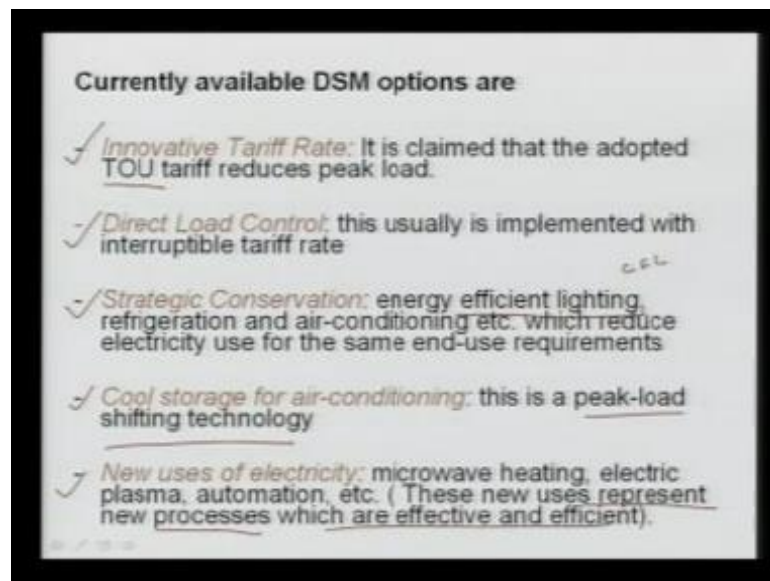 Currently available DSM options are
- Innovative Tariff Rate: It is claimed that the adopted
TOU tariff reduces peak load.
- Direct Load Control: this usually is implemented with
interruptible tariff rate
CFL
- Strategic Conservation: energy efficient lighting,
refrigeration and air-conditioning etc. which reduce
electricity use for the same end-use requirements
- Cool storage for air-conditioning: this is a peak-load
shifting technology
- New uses of electricity: microwave heating, electric
plasma, automation, etc. ( These new uses represent
new processes which are effective and efficient).